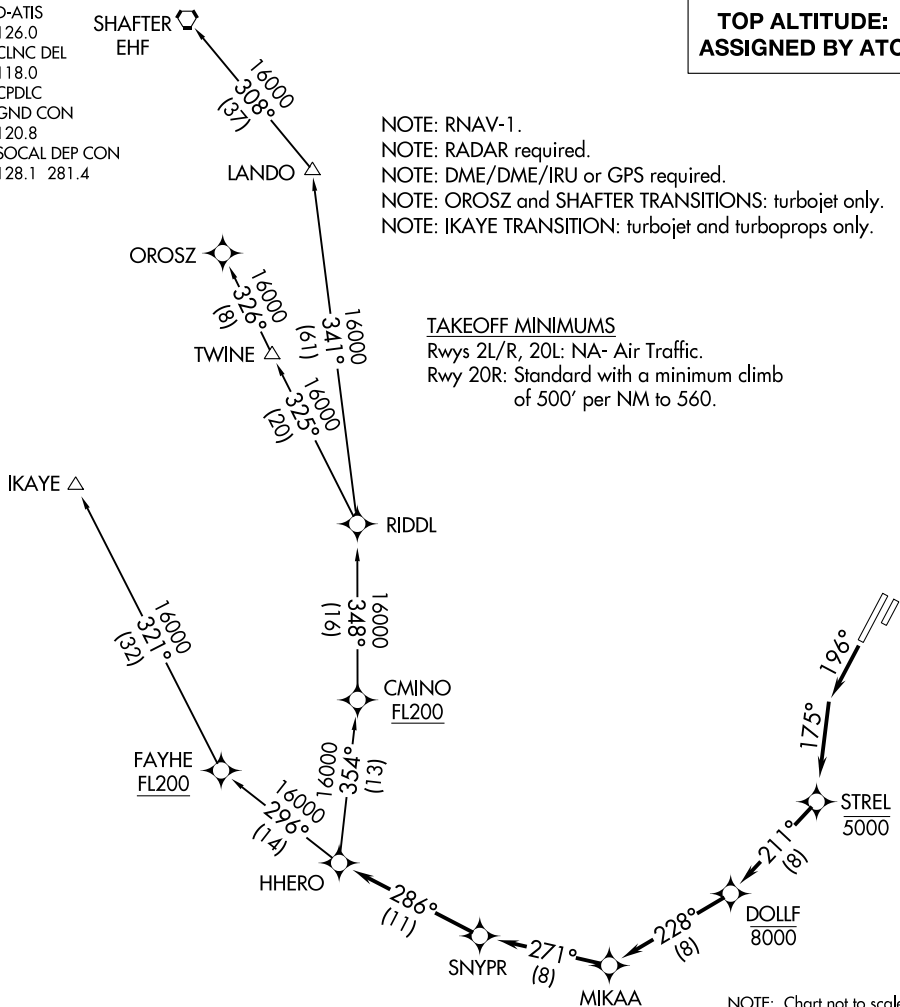 D-ATIS
126.0
CLNC DEL
118.0
CPDLC
GND CON
120.8
SOCAL DEP CON
128.1 281.4
SHAFTER
EHF
TOP ALTITUDE:
ASSIGNED BY ATC
16000
308°
(37)
LANDO
NOTE: RNAV-1.
NOTE: RADAR required.
NOTE: DME/DME/IRU or GPS required.
NOTE: OROSZ and SHAFTER TRANSITIONS: turbojet only.
NOTE: IKAYE TRANSITION: turbojet and turboprops only.
OROSZ
16000
326°
(8)
16000
341°
(61)
TWINE
16000
325°
(20)
TAKEOFF MINIMUMS
Rwys 2L/R, 20L: NA- Air Traffic.
Rwy 20R: Standard with a minimum climb
of 500' per NM to 560.
IKAYE
RIDDL
16000
321°
(32)
16000
348°
(16)
196°
175°
CMINO
FL200
FAYHE
FL200
16000
354°
(13)
16000
296°
(14)
STREL
5000
211°
(8)
HHERO
DOLLF
8000
286°
(11)
228°
(8)
SNYPR
271°
(8)
MIKAA
NOTE: Chart not to scale